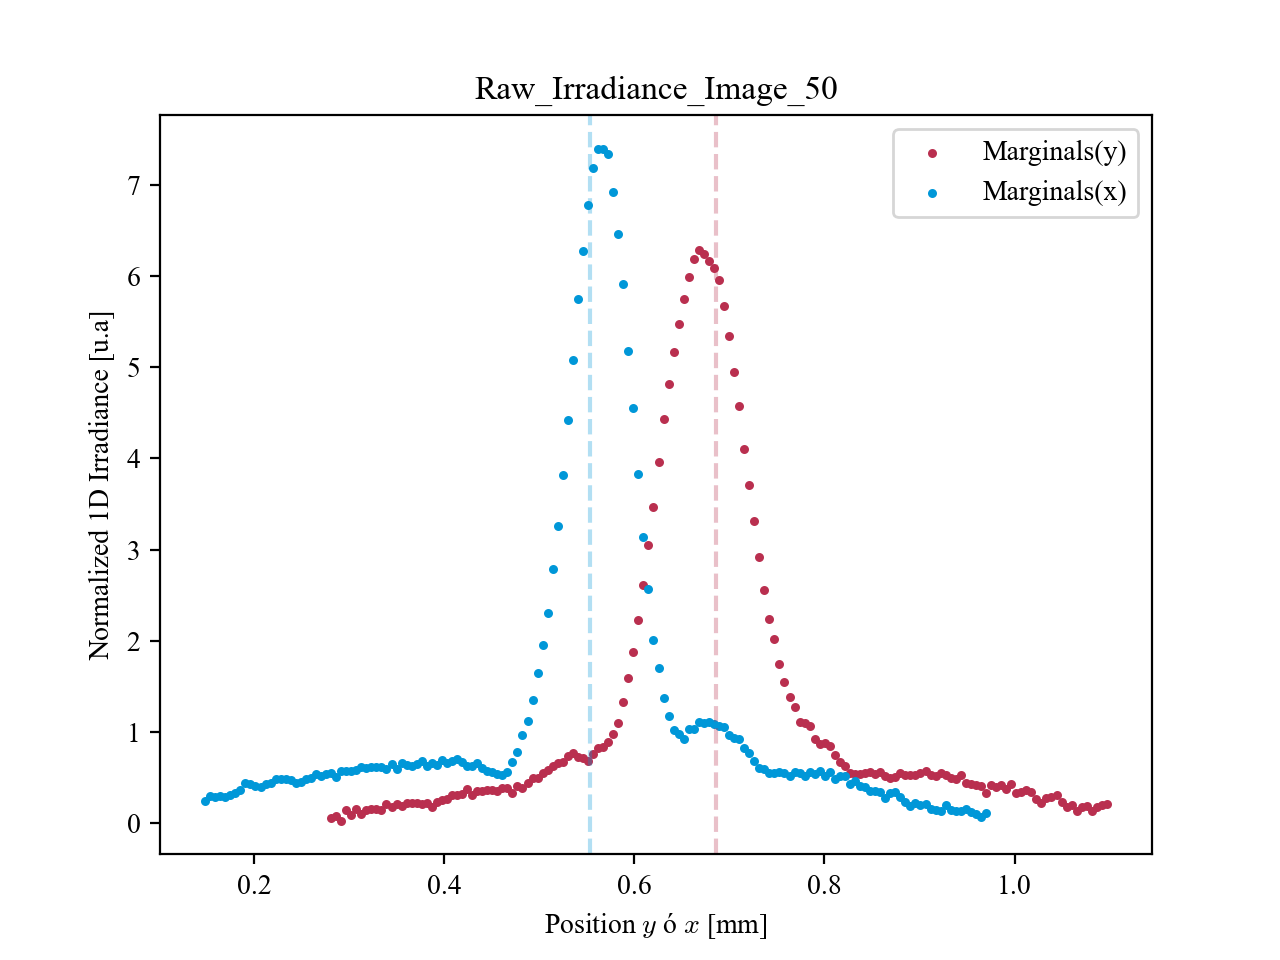 Raw_Irradiance_Image_50
Marginals(y)
Marginals(x)
Normalized 1D Irradiance [u.a]
7
6
5
4
3
2
1
0
0.2 0.4 0.6 0.8 1.0
Position y ó x [mm]